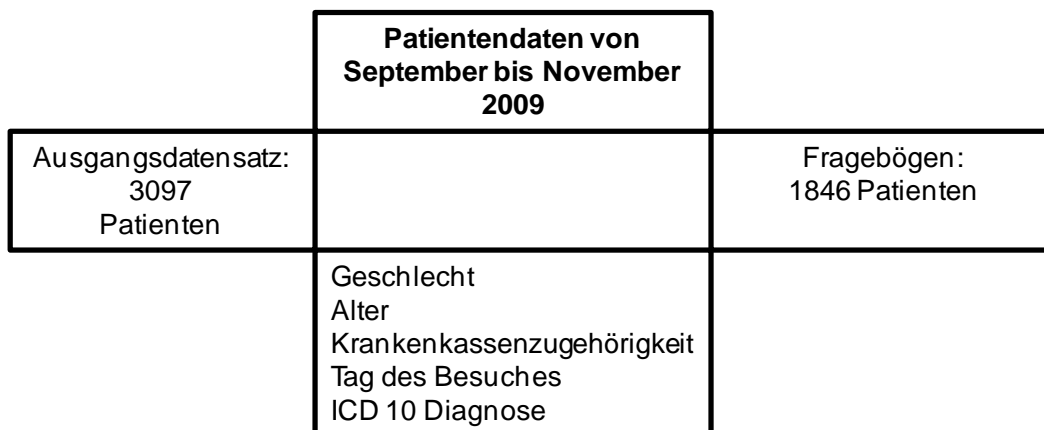 Patientendaten von
September bis November
2009
Ausgangsdatensatz:
3097
Patienten
Fragebögen:
1846 Patienten
Geschlecht
Alter
Krankenkassenzugehörigkeit
Tag des Besuches
ICD 10 Diagnose